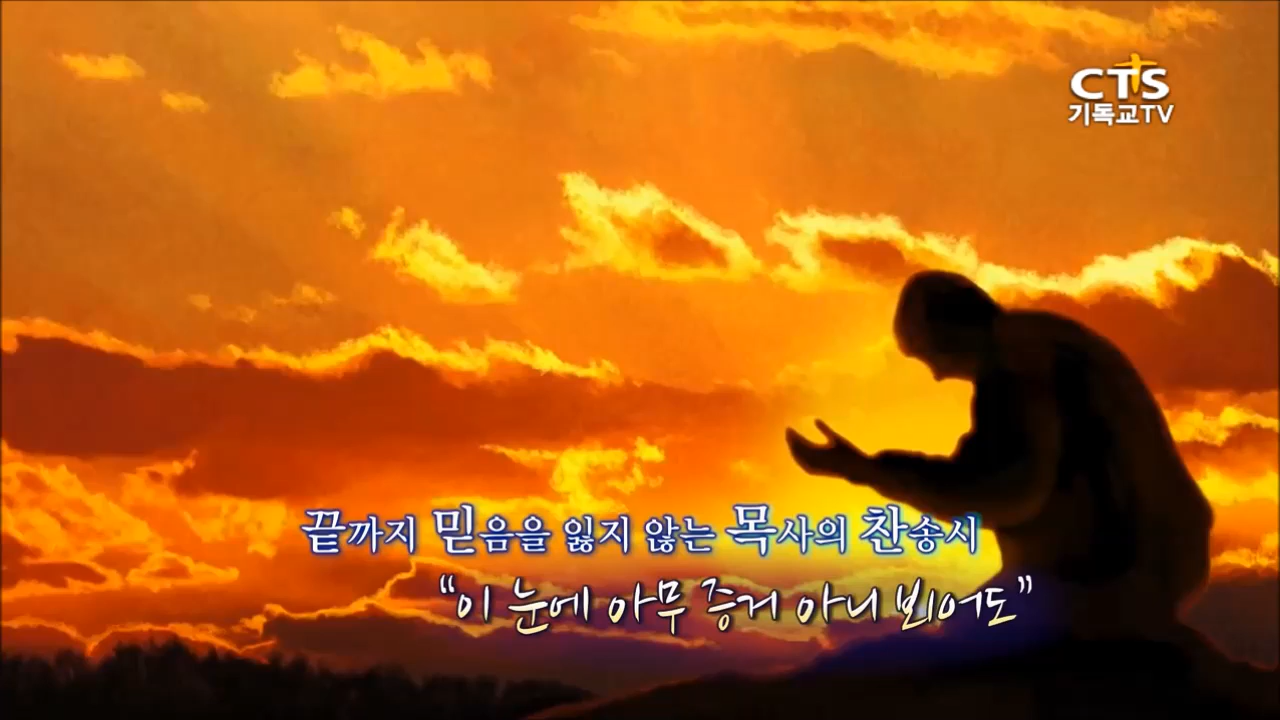 CTS
기독교TV
끝까지 믿음을 잃지 않는 목사의 찬송시
“이 눈에 아무 증거 아니 뵈어도”